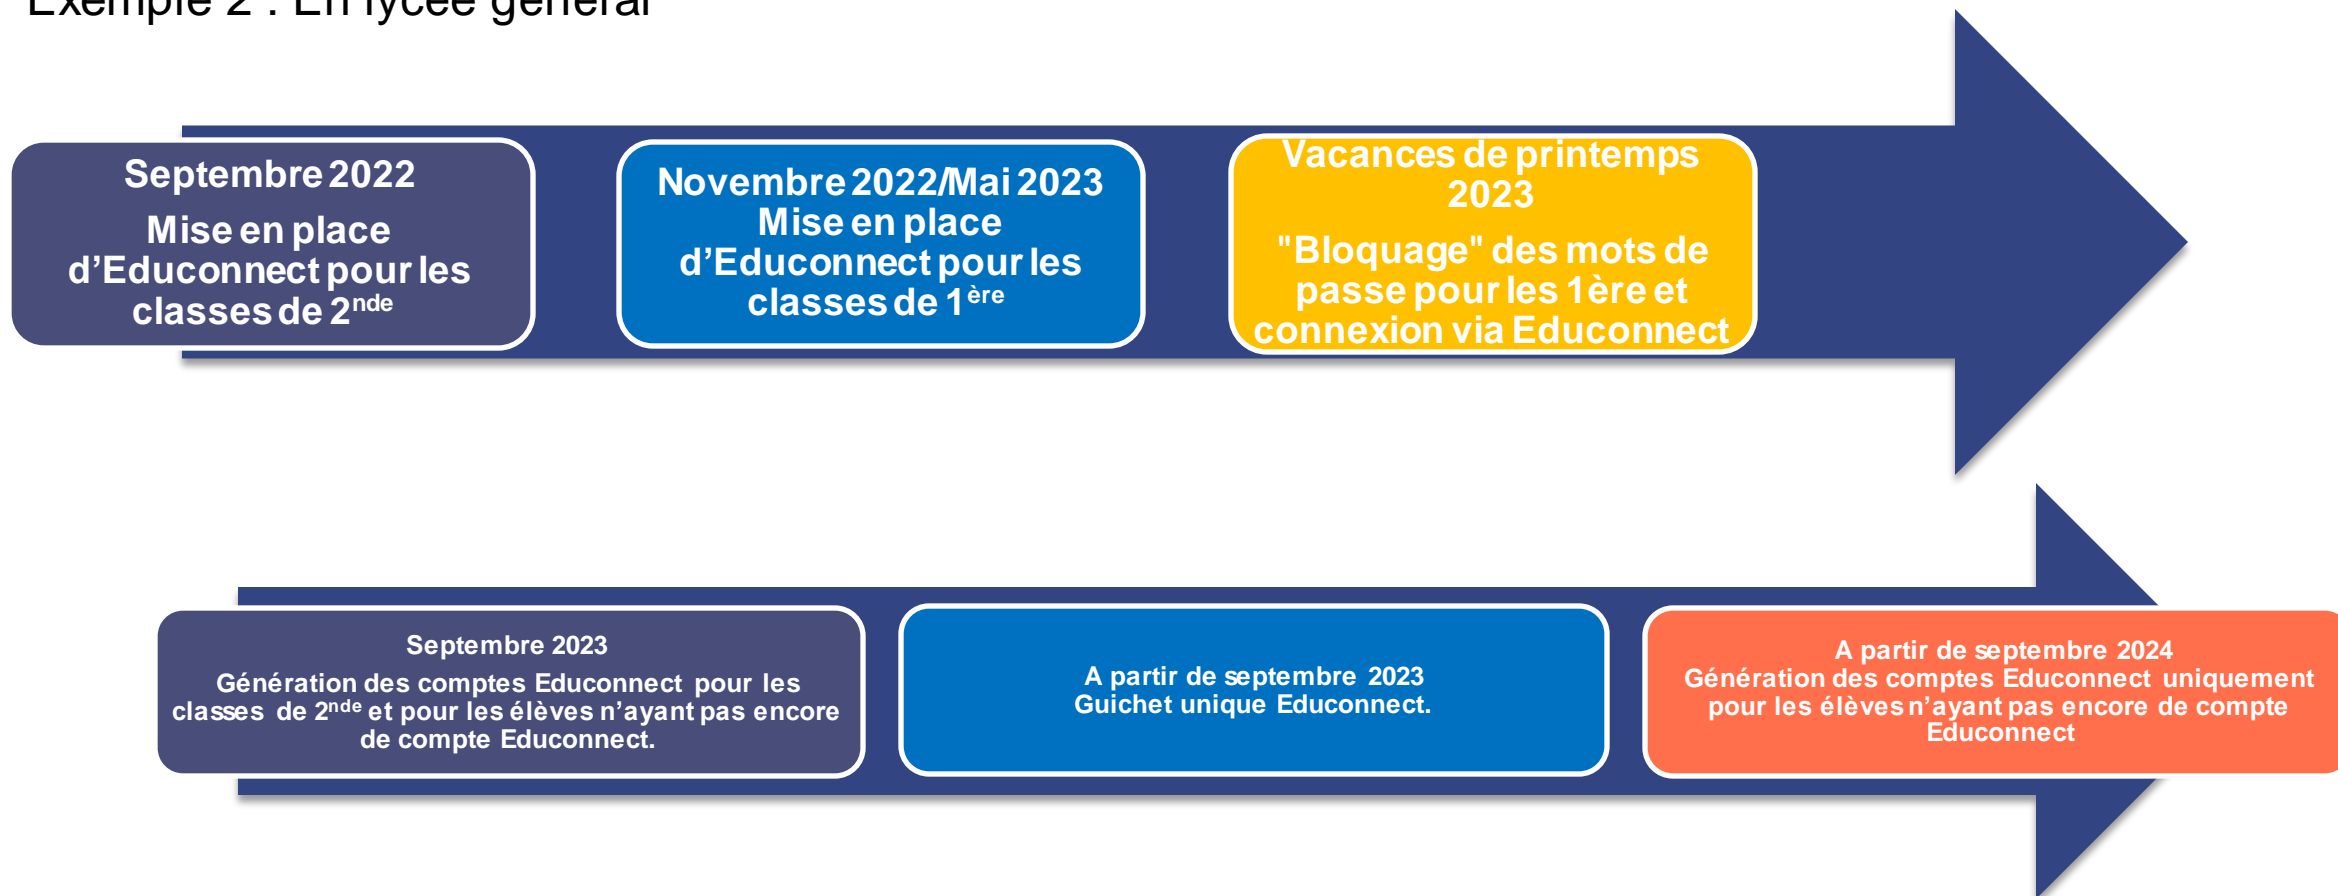 Exemple 2 : En lycée général
Septembre 2022
Mise en place
d’Educonnect pour les
classes de 2nde
Novembre 2022/Mai 2023
Mise en place
d’Educonnect pour les
classes de 1ère
Vacances de printemps
2023
"Bloquage" des mots de
passe pour les 1ère et
connexion via Educonnect
Septembre 2023
Génération des comptes Educonnect pour les
classes de 2nde et pour les élèves n’ayant pas encore
de compte Educonnect.
A partir de septembre 2023
Guichet unique Educonnect.
A partir de septembre 2024
Génération des comptes Educonnect uniquement
pour les élèves n’ayant pas encore de compte
Educonnect